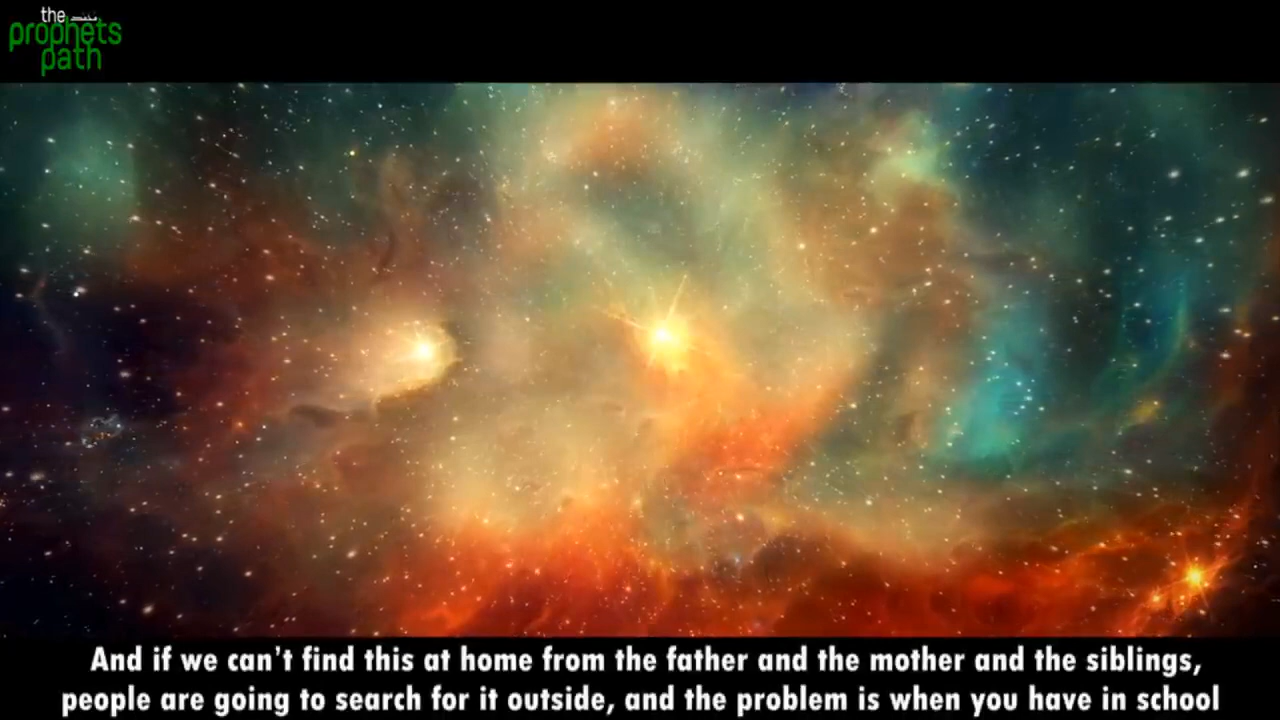 the
prophets
path
And if we can't find this at home from the father and the mother and the siblings,
people are going to search for it outside, and the problem is when you have in school